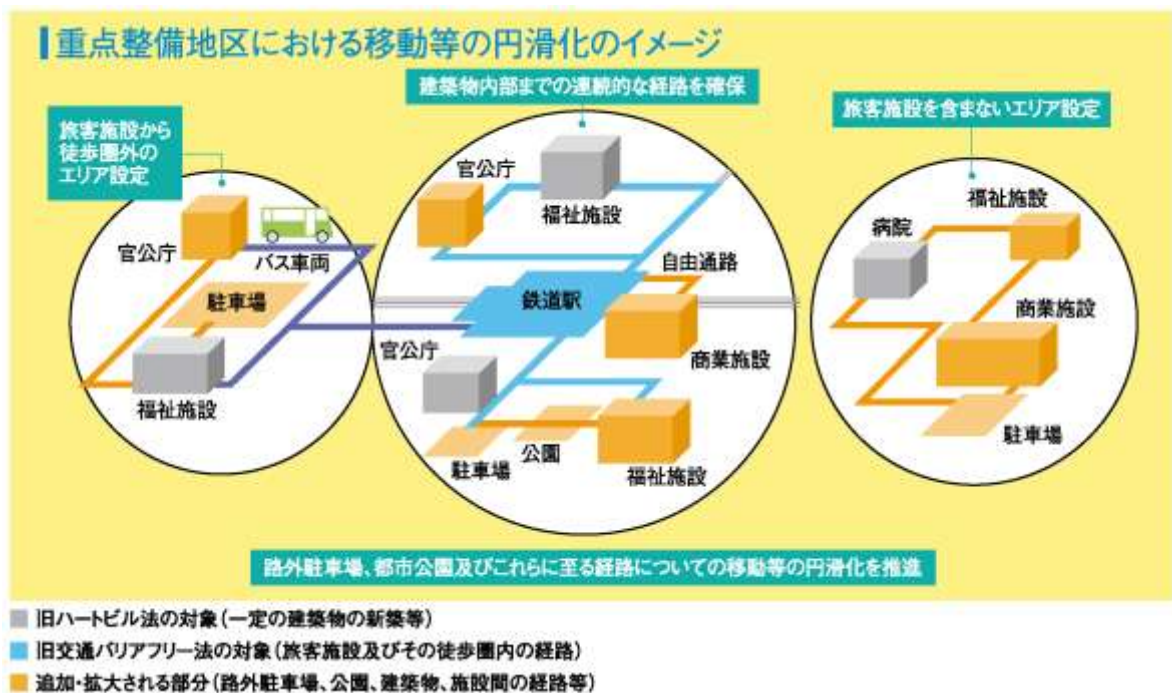 重点整備地区における移動等の円滑化のイメージ
建築物内部までの連続的な経路を確保
旅客施設を含まないエリア設定
旅客施設から
徒歩圏外の
エリア設定
官公庁
バス車両
駐車場
福祉施設
官公庁
福祉施設
自由通路
鉄道駅
官公庁
商業施設
駐車場
公園
福祉施設
福祉施設
病院
商業施設
駐車場
路外駐車場、都市公園及びこれらに至る経路についての移動等の円滑化を推進
旧ハートビル法の対象(一定の建築物の新築等)
旧交通バリアフリー法の対象(旅客施設及びその徒歩圏内の経路)
追加・拡大される部分(路外駐車場、公園、建築物、施設間の経路等)